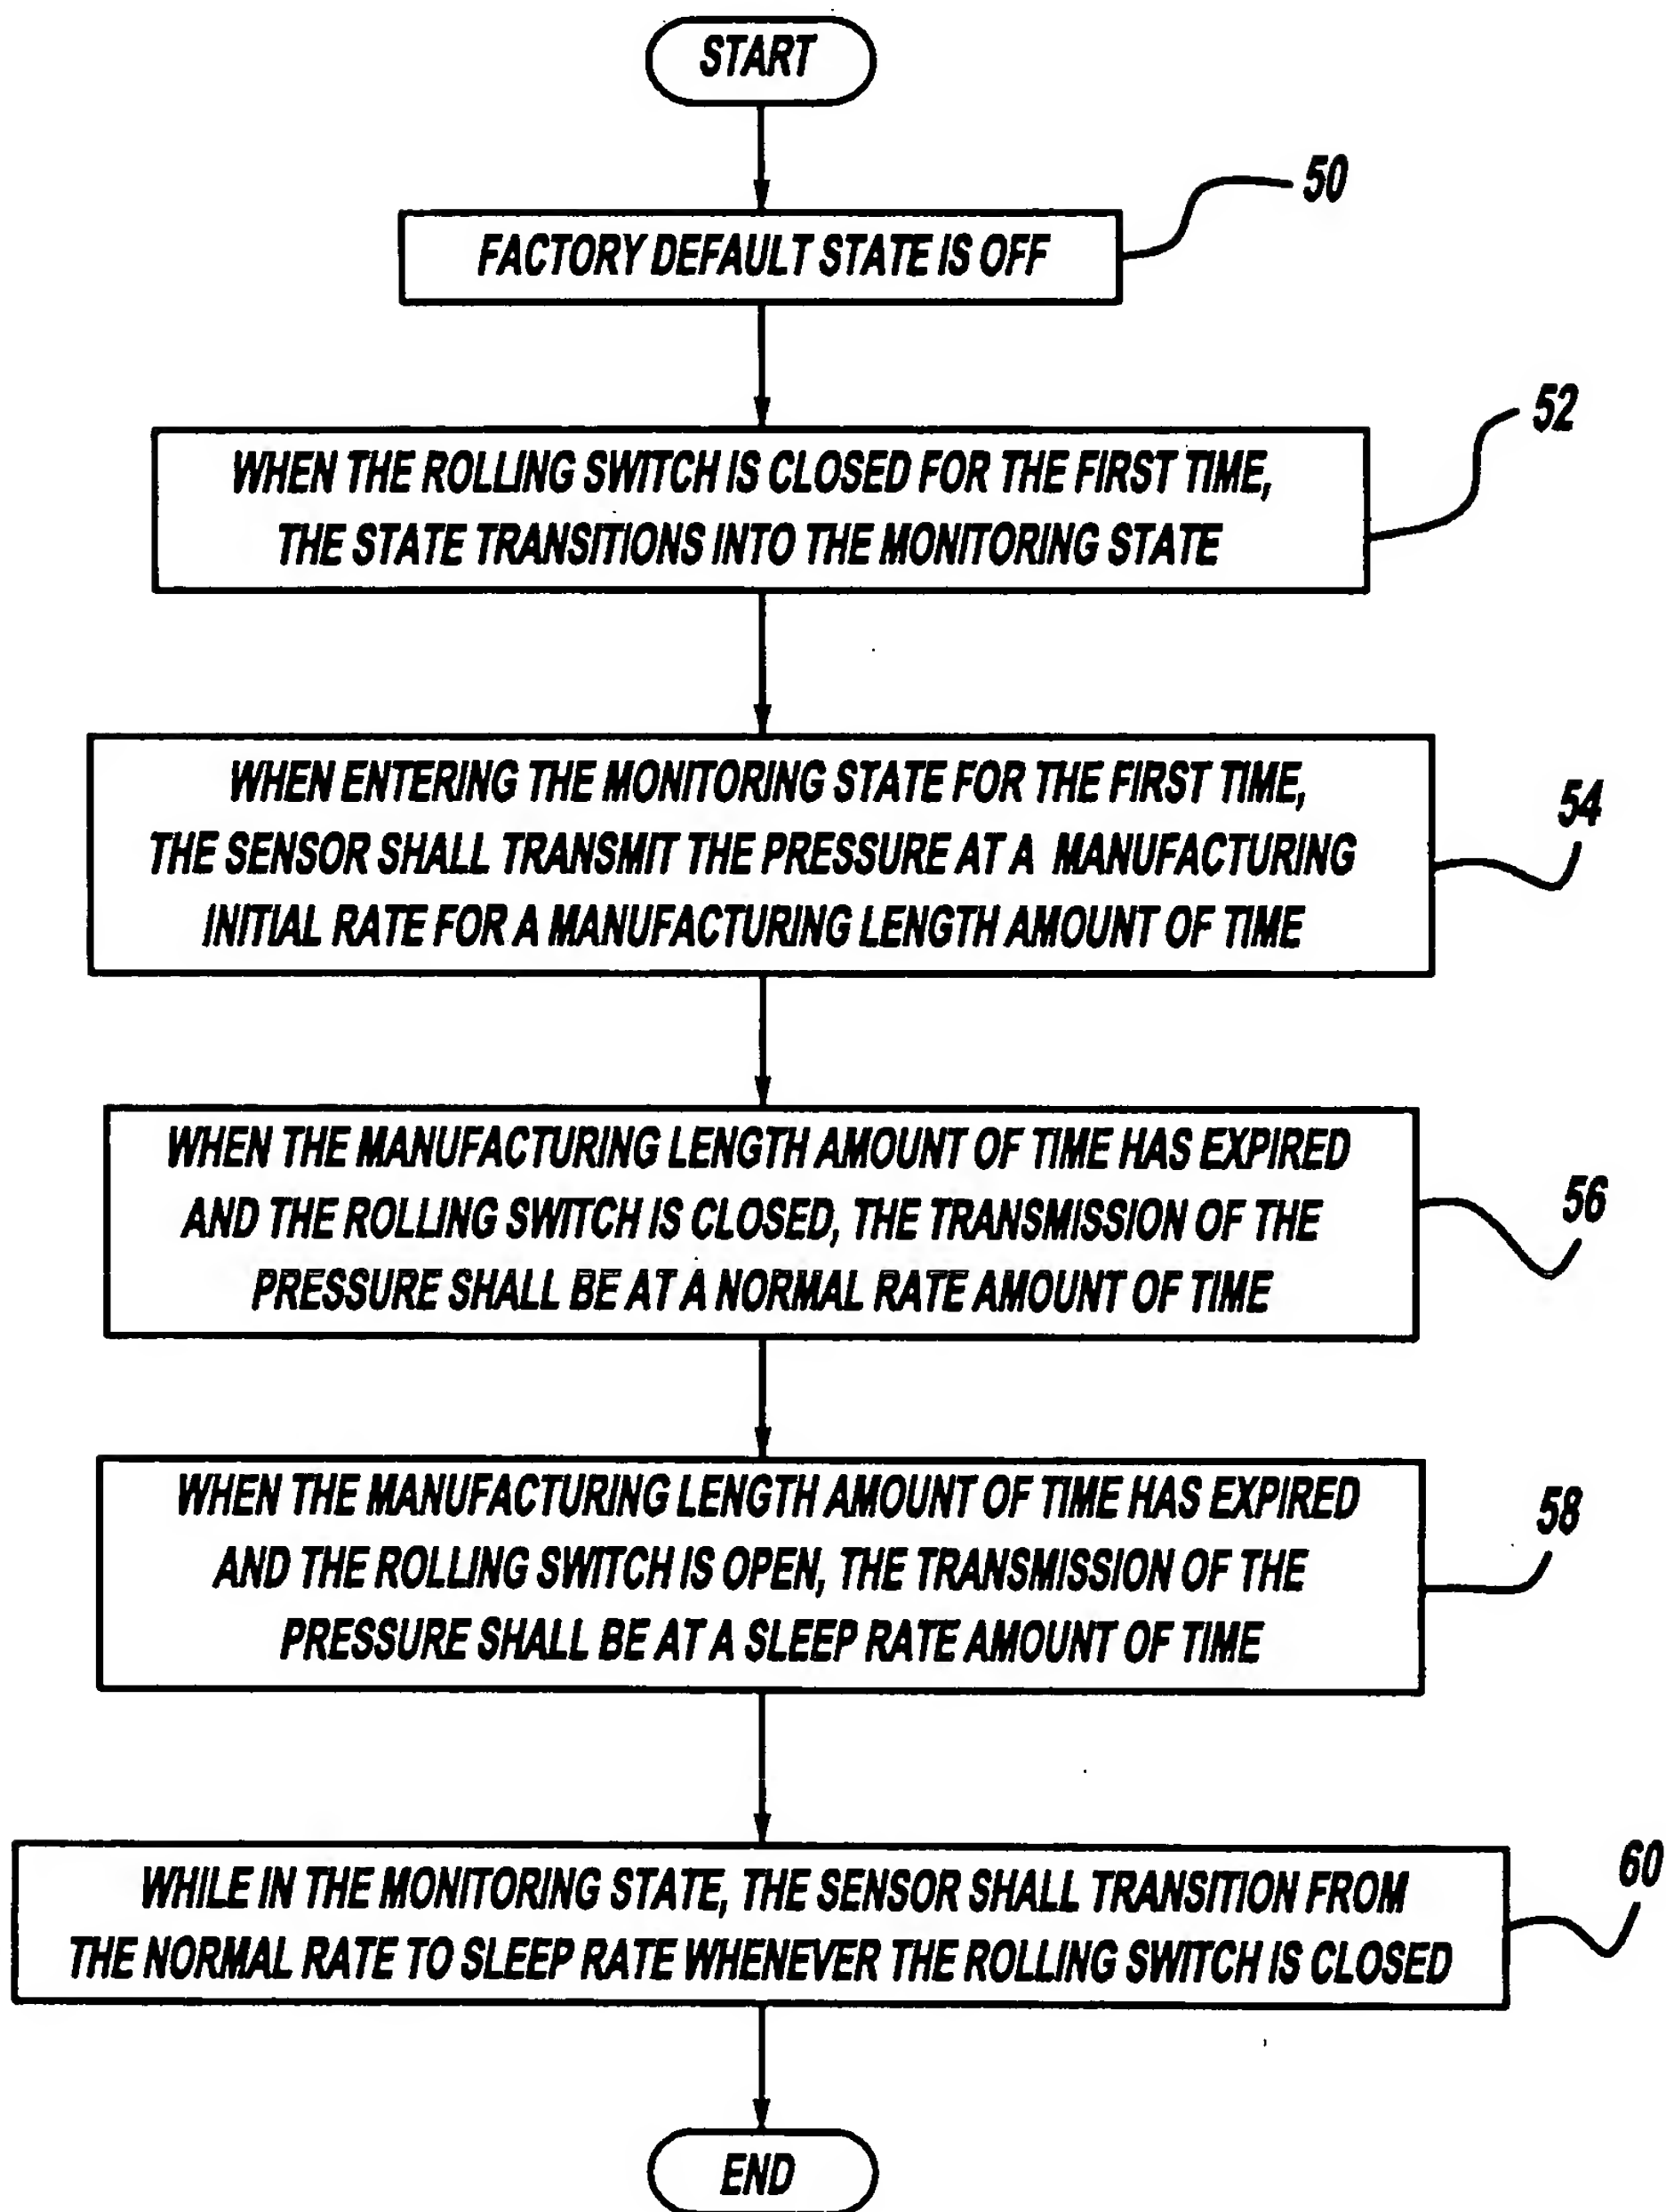 START
50
FACTORY DEFAULT STATE IS OFF
52
WHEN THE ROLLING SWITCH IS CLOSED FOR THE FIRST TIME,
THE STATE TRANSITIONS INTO THE MONITORING STATE
WHEN ENTERING THE MONITORING STATE FOR THE FIRST TIME,
THE SENSOR SHALL TRANSMIT THE PRESSURE AT A MANUFACTURING
INITIAL RATE FOR A MANUFACTURING LENGTH AMOUNT OF TIME
54
WHEN THE MANUFACTURING LENGTH AMOUNT OF TIME HAS EXPIRED
AND THE ROLLING SWITCH IS CLOSED, THE TRANSMISSION OF THE
PRESSURE SHALL BE AT A NORMAL RATE AMOUNT OF TIME
56
WHEN THE MANUFACTURING LENGTH AMOUNT OF TIME HAS EXPIRED
AND THE ROLLING SWITCH IS OPEN, THE TRANSMISSION OF THE
PRESSURE SHALL BE AT A SLEEP RATE AMOUNT OF TIME
58
WHILE IN THE MONITORING STATE, THE SENSOR SHALL TRANSITION FROM
THE NORMAL RATE TO SLEEP RATE WHENEVER THE ROLLING SWITCH IS CLOSED
60
END